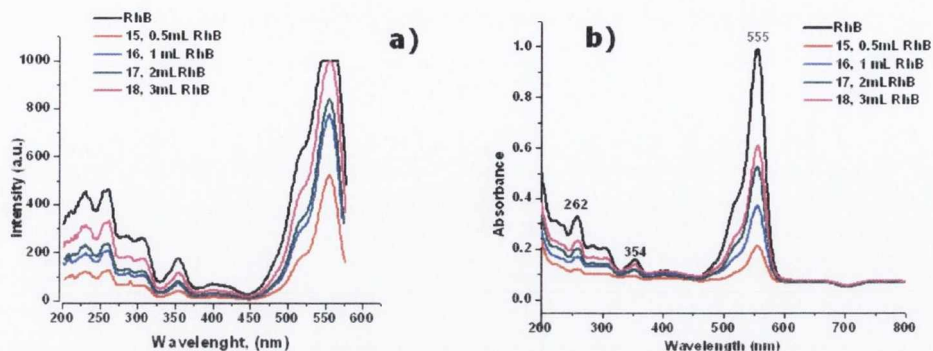 a)
RhB
15, 0.5mL RhB
16, 1 mL RhB
17, 2mLRhB
18, 3mL RhB
Intensity (a.u.)
1000
800
600
400
200
0
200 250 300 350 400 450 500 550 600
Wavelenght, (nm)
b)
RhB
15, 0.5mL RhB
16, 1 mL RhB
17, 2mLRhB
18, 3mL RhB
555
262
354
Absorbance
1.0
0.8
0.6
0.4
0.2
0.0
200 300 400 500 600 700 800
Wavelength (nm)